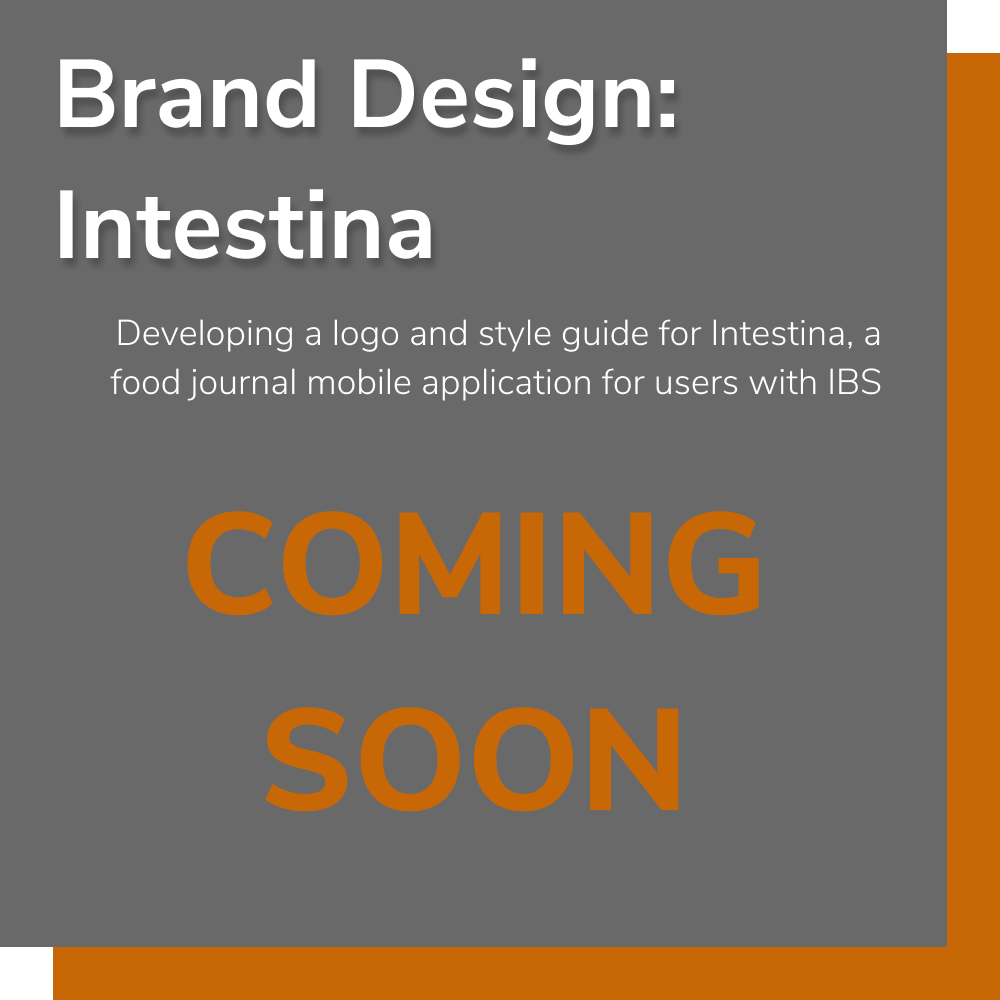 Brand Design:
Intestina
Developing a logo and style guide for Intestina, a
food journal mobile application for users with IBS
COMING
SOON